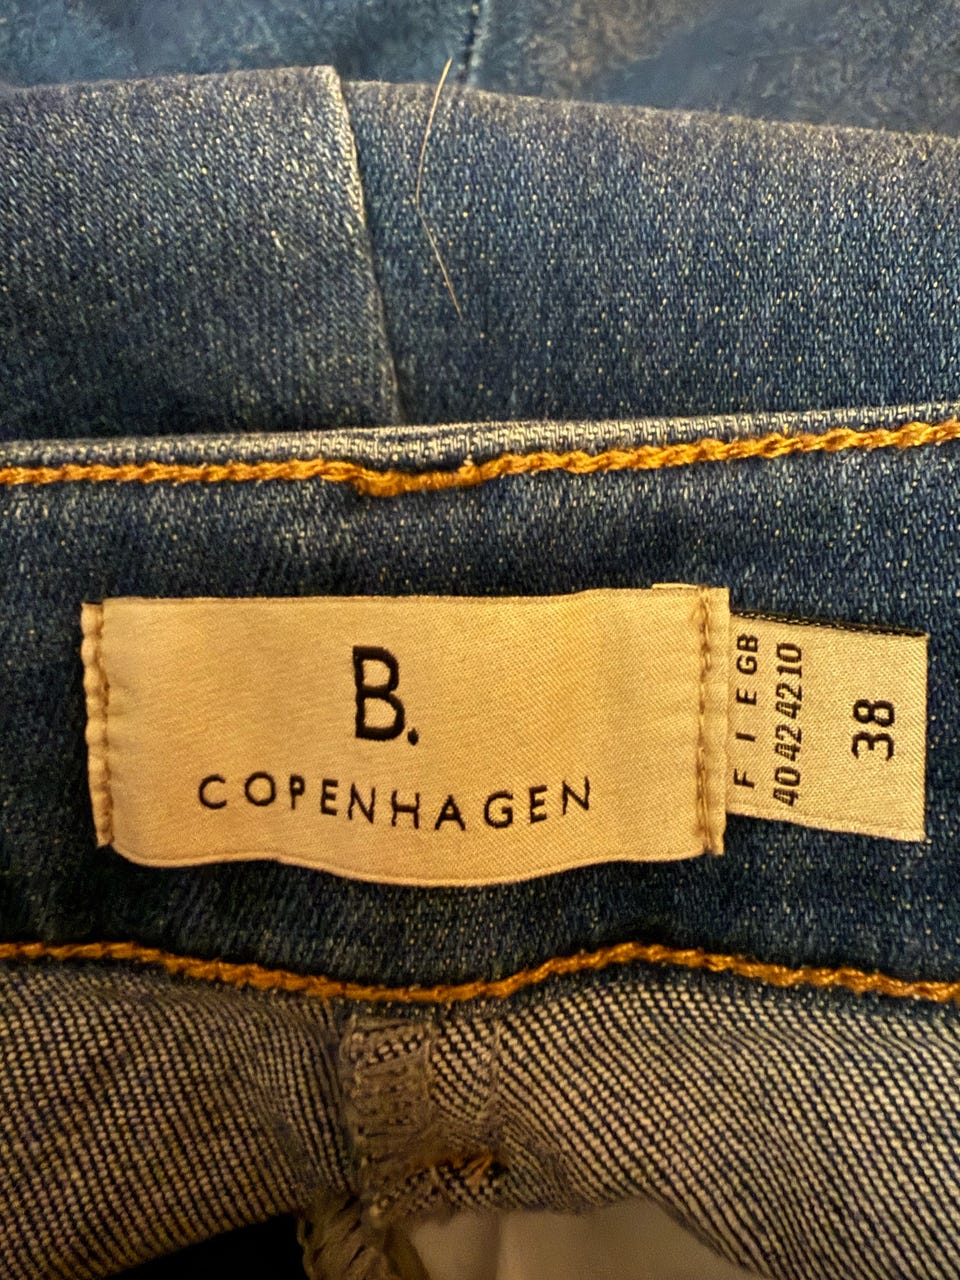 B.
COPENHAGEN
F I E GB
40 42 42 10
38